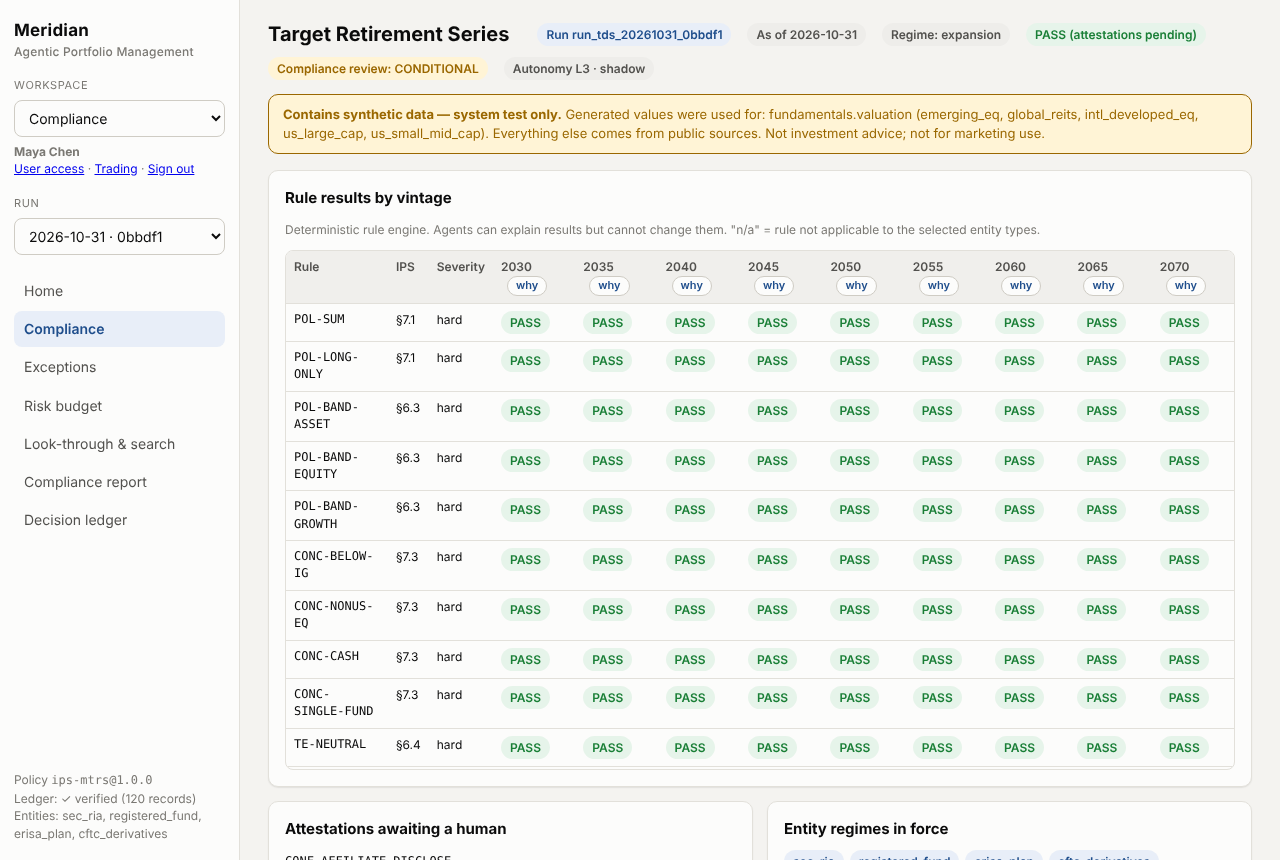 Meridian
Agentic Portfolio Management
WORKSPACE
Compliance
Maya Chen
User access · Trading · Sign out
RUN
2026-10-31 · 0bbdf1
Home
Compliance
Exceptions
Risk budget
Look-through & search
Compliance report
Decision ledger
Policy ips-mtrs@1.0.0
Ledger: ✓ verified (120 records)
Entities: sec_ria, registered_fund,
erisa_plan, cftc_derivatives
Target Retirement Series Run run_tds_20261031_0bbdf1 As of 2026-10-31 Regime: expansion PASS (attestations pending)
Compliance review: CONDITIONAL Autonomy L3 · shadow
Contains synthetic data — system test only. Generated values were used for: fundamentals.valuation (emerging_eq, global_reits, intl_developed_eq,
us_large_cap, us_small_mid_cap). Everything else comes from public sources. Not investment advice; not for marketing use.
Rule results by vintage
Deterministic rule engine. Agents can explain results but cannot change them. "n/a" = rule not applicable to the selected entity types.
Rule IPS Severity 2030 2035 2040 2045 2050 2055 2060 2065 2070
why why why why why why why why why
POL-SUM §7.1 hard PASS PASS PASS PASS PASS PASS PASS PASS PASS
POL-LONG- §7.1 hard PASS PASS PASS PASS PASS PASS PASS PASS PASS
ONLY
POL-BAND- §6.3 hard PASS PASS PASS PASS PASS PASS PASS PASS PASS
ASSET
POL-BAND- §6.3 hard PASS PASS PASS PASS PASS PASS PASS PASS PASS
EQUITY
POL-BAND- §6.3 hard PASS PASS PASS PASS PASS PASS PASS PASS PASS
GROWTH
CONC-BELOW- §7.3 hard PASS PASS PASS PASS PASS PASS PASS PASS PASS
IG
CONC-NONUS- §7.3 hard PASS PASS PASS PASS PASS PASS PASS PASS PASS
EQ
CONC-CASH §7.3 hard PASS PASS PASS PASS PASS PASS PASS PASS PASS
CONC- §7.3 hard PASS PASS PASS PASS PASS PASS PASS PASS PASS
SINGLE-FUND
TE-NEUTRAL §6.4 hard PASS PASS PASS PASS PASS PASS PASS PASS PASS
Attestations awaiting a human
Entity regimes in force